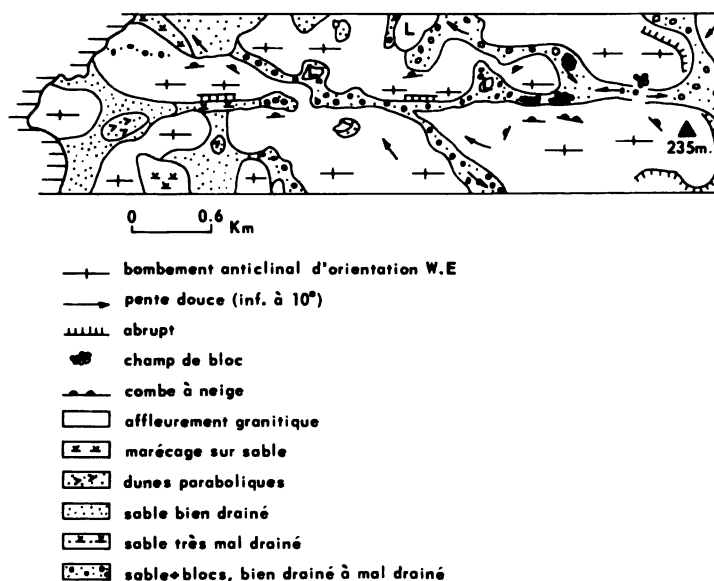 L
235m.
0 0.6
Km
bombement anticlinal d'orientation W.E
pente douce (inf. à 10°)
abrupt
champ de bloc
combe à neige
affleurement granitique
marécage sur sable
dunes paraboliques
sable bien drainé
sable très mal drainé
sable+blocs, bien drainé à mal drainé